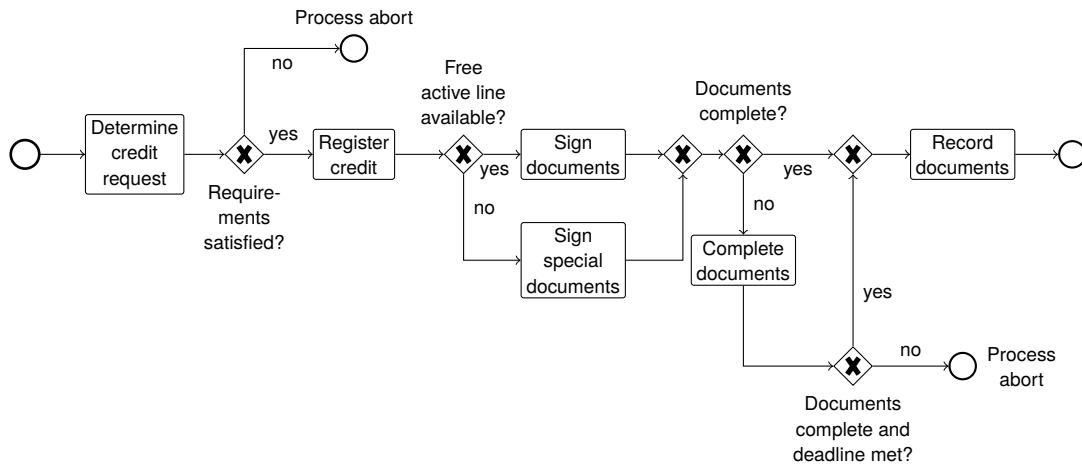 Process abort
no
Free
active line
available?
Documents
complete?
Determine
credit
request
yes
Register
credit
yes
Sign
documents
yes
Record
documents
Require-
ments
satisfied?
no
Sign
special
documents
no
Complete
documents
yes
no
Process
abort
Documents
complete and
deadline met?